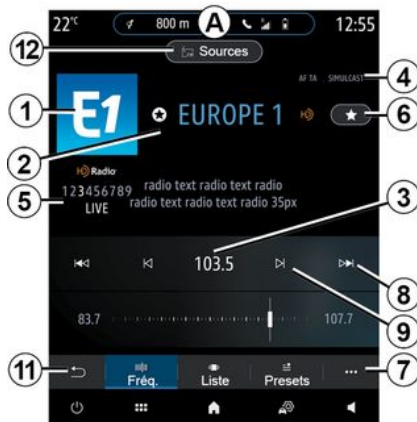 22°C 800 m A 12:55
12 Sources
AF TA SIMULCAST 4
1 E1 EUROPE 1 HD 6
2
HD Radio
5 123456789 radio text radio text radio
LIVE radio text radio text radio 35px
3
103.5
8
83.7 107.7
9
11 Fréq. Liste Presets ... 7